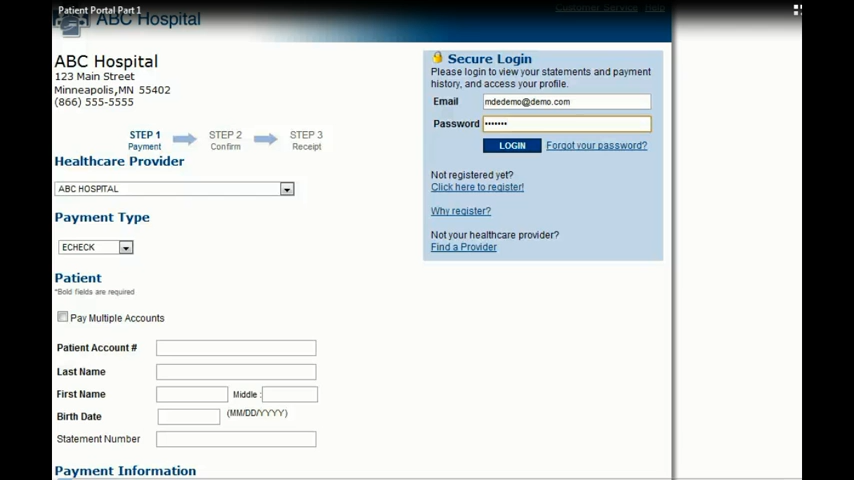 Patient Portal Part 1
ABC Hospital
Customer Service Help
ABC Hospital
123 Main Street
Minneapolis,MN 55402
(866) 555-5555
STEP 1 STEP 2 STEP 3
Payment Confirm Receipt
Healthcare Provider
ABC HOSPITAL
Payment Type
ECHECK
Patient
*Bold fields are required
Pay Multiple Accounts
Patient Account #
Last Name
First Name Middle :
Birth Date (MM/DD/YYYY)
Statement Number
Payment Information
Secure Login
Please login to view your statements and payment
history, and access your profile.
Email mdedemo@demo.com
Password •••••••
LOGIN Forgot your password?
Not registered yet?
Click here to register!
Why register?
Not your healthcare provider?
Find a Provider